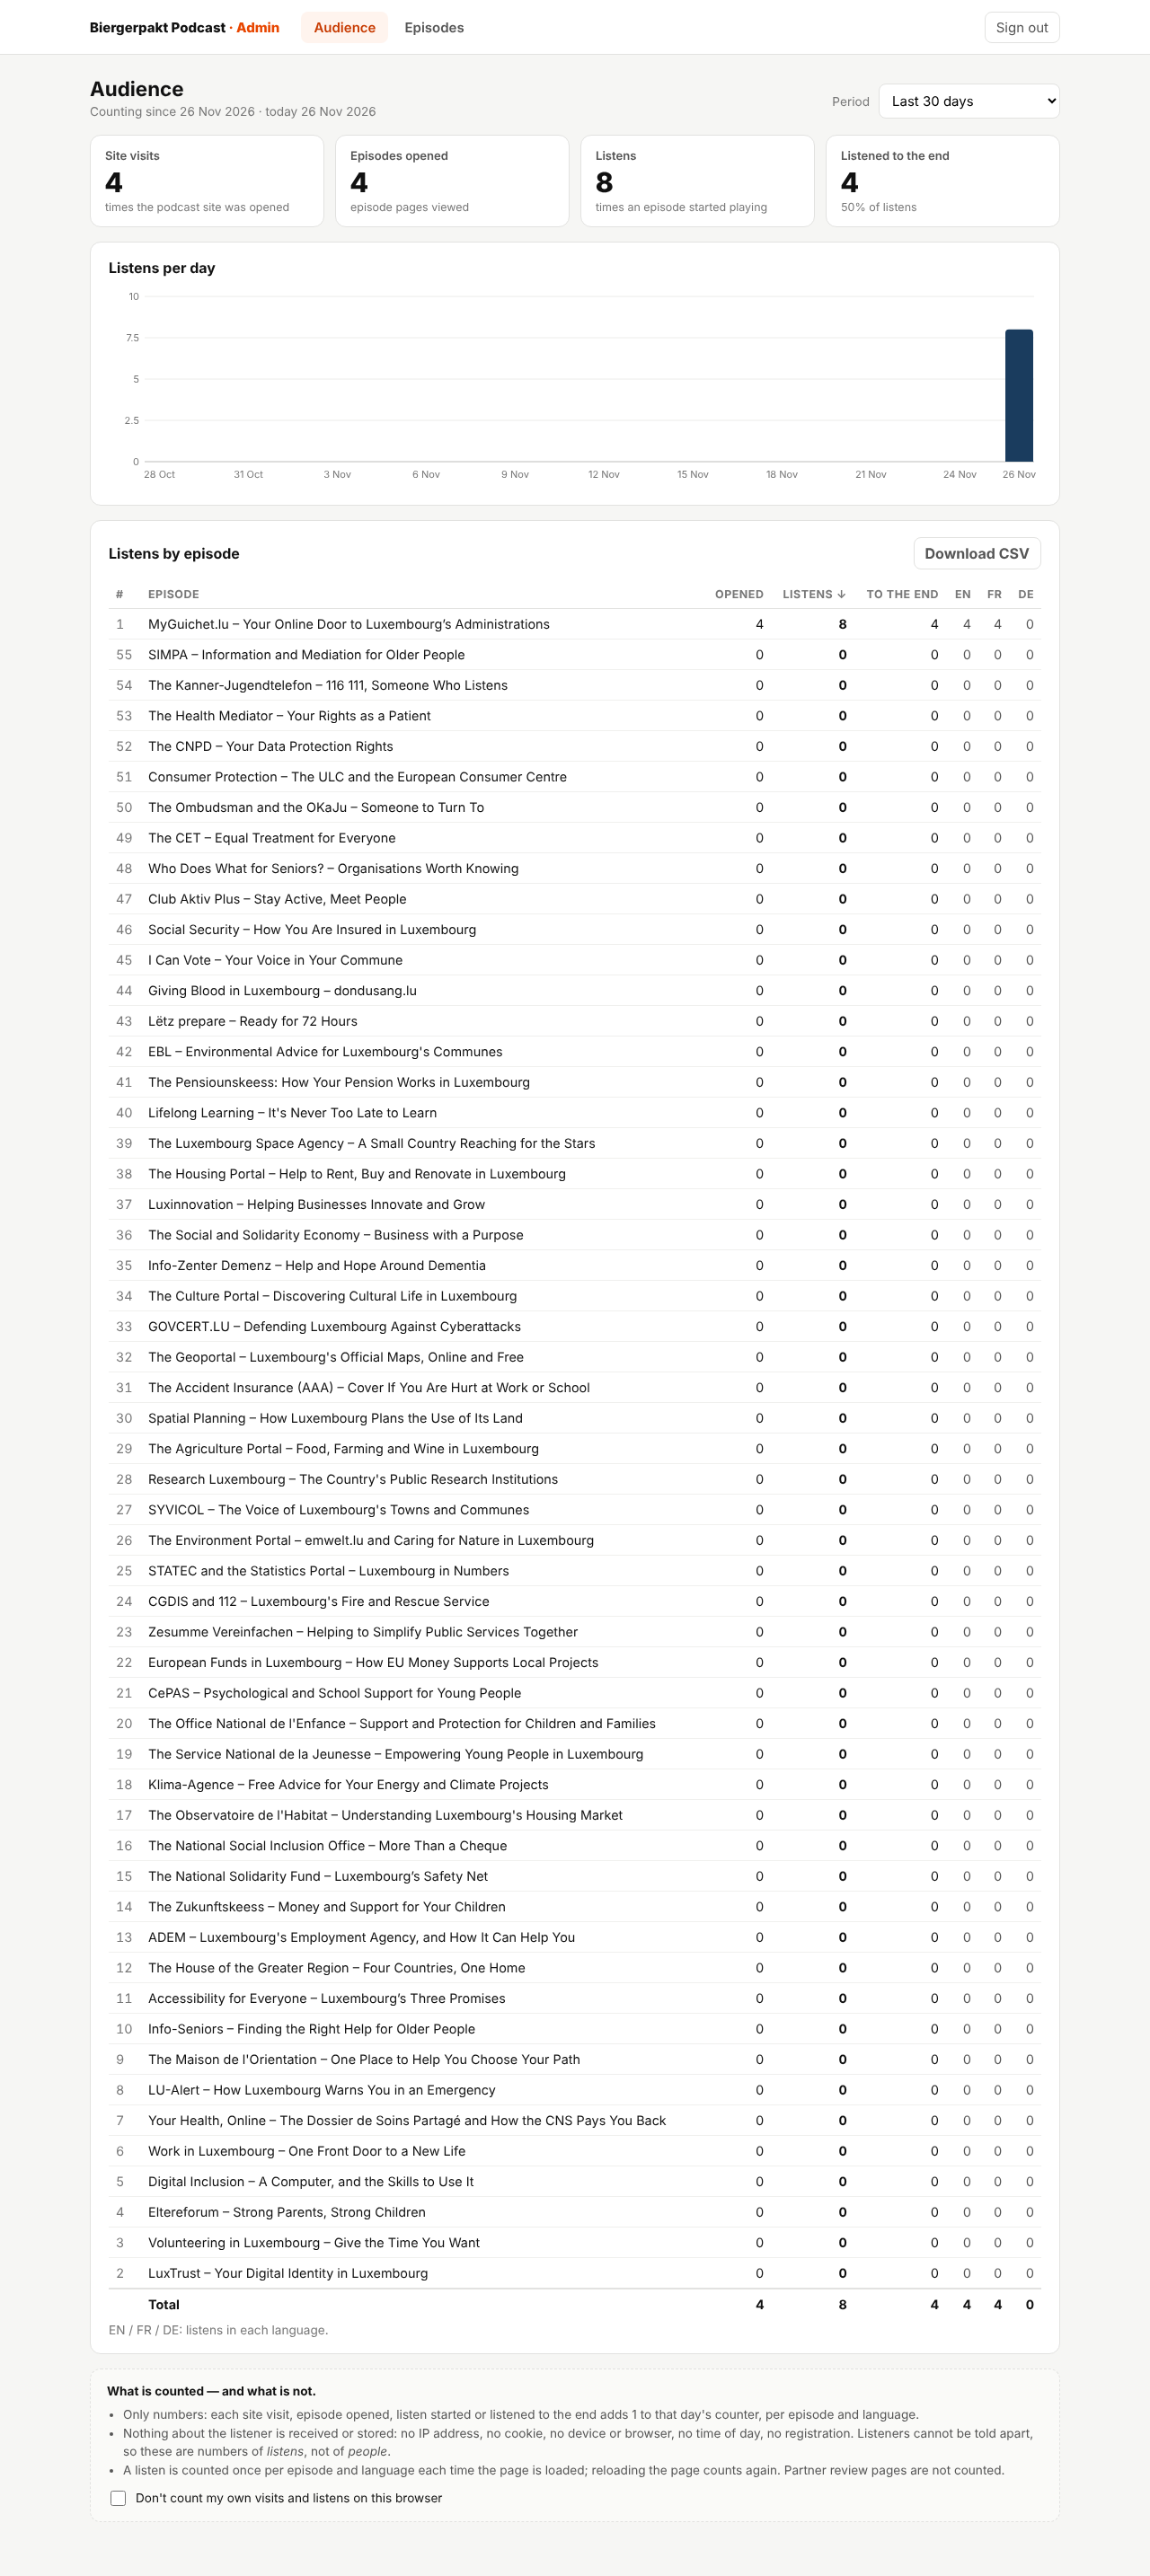 Biergerpakt Podcast · Admin
Audience
Episodes
Sign out
Audience
Counting since 26 Nov 2026 · today 26 Nov 2026
Period
Last 30 days
Site visits
4
times the podcast site was opened
Episodes opened
4
episode pages viewed
Listens
8
times an episode started playing
Listened to the end
4
50% of listens
Listens per day
10
7.5
5
2.5
0
28 Oct 31 Oct 3 Nov 6 Nov 9 Nov 12 Nov 15 Nov 18 Nov 21 Nov 24 Nov 26 Nov
Listens by episode
Download CSV
# EPISODE OPENED LISTENS ↓ TO THE END EN FR DE
1 MyGuichet.lu – Your Online Door to Luxembourg’s Administrations 4 8 4 4 4 0
55 SIMPA – Information and Mediation for Older People 0 0 0 0 0 0
54 The Kanner-Jugendtelefon – 116 111, Someone Who Listens 0 0 0 0 0 0
53 The Health Mediator – Your Rights as a Patient 0 0 0 0 0 0
52 The CNPD – Your Data Protection Rights 0 0 0 0 0 0
51 Consumer Protection – The ULC and the European Consumer Centre 0 0 0 0 0 0
50 The Ombudsman and the OKaJu – Someone to Turn To 0 0 0 0 0 0
49 The CET – Equal Treatment for Everyone 0 0 0 0 0 0
48 Who Does What for Seniors? – Organisations Worth Knowing 0 0 0 0 0 0
47 Club Aktiv Plus – Stay Active, Meet People 0 0 0 0 0 0
46 Social Security – How You Are Insured in Luxembourg 0 0 0 0 0 0
45 I Can Vote – Your Voice in Your Commune 0 0 0 0 0 0
44 Giving Blood in Luxembourg – dondusang.lu 0 0 0 0 0 0
43 Lëtz prepare – Ready for 72 Hours 0 0 0 0 0 0
42 EBL – Environmental Advice for Luxembourg's Communes 0 0 0 0 0 0
41 The Pensiounskeess: How Your Pension Works in Luxembourg 0 0 0 0 0 0
40 Lifelong Learning – It's Never Too Late to Learn 0 0 0 0 0 0
39 The Luxembourg Space Agency – A Small Country Reaching for the Stars 0 0 0 0 0 0
38 The Housing Portal – Help to Rent, Buy and Renovate in Luxembourg 0 0 0 0 0 0
37 Luxinnovation – Helping Businesses Innovate and Grow 0 0 0 0 0 0
36 The Social and Solidarity Economy – Business with a Purpose 0 0 0 0 0 0
35 Info-Zenter Demenz – Help and Hope Around Dementia 0 0 0 0 0 0
34 The Culture Portal – Discovering Cultural Life in Luxembourg 0 0 0 0 0 0
33 GOVCERT.LU – Defending Luxembourg Against Cyberattacks 0 0 0 0 0 0
32 The Geoportal – Luxembourg's Official Maps, Online and Free 0 0 0 0 0 0
31 The Accident Insurance (AAA) – Cover If You Are Hurt at Work or School 0 0 0 0 0 0
30 Spatial Planning – How Luxembourg Plans the Use of Its Land 0 0 0 0 0 0
29 The Agriculture Portal – Food, Farming and Wine in Luxembourg 0 0 0 0 0 0
28 Research Luxembourg – The Country's Public Research Institutions 0 0 0 0 0 0
27 SYVICOL – The Voice of Luxembourg's Towns and Communes 0 0 0 0 0 0
26 The Environment Portal – emwelt.lu and Caring for Nature in Luxembourg 0 0 0 0 0 0
25 STATEC and the Statistics Portal – Luxembourg in Numbers 0 0 0 0 0 0
24 CGDIS and 112 – Luxembourg's Fire and Rescue Service 0 0 0 0 0 0
23 Zesumme Vereinfachen – Helping to Simplify Public Services Together 0 0 0 0 0 0
22 European Funds in Luxembourg – How EU Money Supports Local Projects 0 0 0 0 0 0
21 CePAS – Psychological and School Support for Young People 0 0 0 0 0 0
20 The Office National de l'Enfance – Support and Protection for Children and Families 0 0 0 0 0 0
19 The Service National de la Jeunesse – Empowering Young People in Luxembourg 0 0 0 0 0 0
18 Klima-Agence – Free Advice for Your Energy and Climate Projects 0 0 0 0 0 0
17 The Observatoire de l'Habitat – Understanding Luxembourg's Housing Market 0 0 0 0 0 0
16 The National Social Inclusion Office – More Than a Cheque 0 0 0 0 0 0
15 The National Solidarity Fund – Luxembourg’s Safety Net 0 0 0 0 0 0
14 The Zukunftskeess – Money and Support for Your Children 0 0 0 0 0 0
13 ADEM – Luxembourg's Employment Agency, and How It Can Help You 0 0 0 0 0 0
12 The House of the Greater Region – Four Countries, One Home 0 0 0 0 0 0
11 Accessibility for Everyone – Luxembourg’s Three Promises 0 0 0 0 0 0
10 Info-Seniors – Finding the Right Help for Older People 0 0 0 0 0 0
9 The Maison de l'Orientation – One Place to Help You Choose Your Path 0 0 0 0 0 0
8 LU-Alert – How Luxembourg Warns You in an Emergency 0 0 0 0 0 0
7 Your Health, Online – The Dossier de Soins Partagé and How the CNS Pays You Back 0 0 0 0 0 0
6 Work in Luxembourg – One Front Door to a New Life 0 0 0 0 0 0
5 Digital Inclusion – A Computer, and the Skills to Use It 0 0 0 0 0 0
4 Eltereforum – Strong Parents, Strong Children 0 0 0 0 0 0
3 Volunteering in Luxembourg – Give the Time You Want 0 0 0 0 0 0
2 LuxTrust – Your Digital Identity in Luxembourg 0 0 0 0 0 0
Total 4 8 4 4 4 0
EN / FR / DE: listens in each language.
What is counted — and what is not.
• Only numbers: each site visit, episode opened, listen started or listened to the end adds 1 to that day's counter, per episode and language.
• Nothing about the listener is received or stored: no IP address, no cookie, no device or browser, no time of day, no registration. Listeners cannot be told apart,
so these are numbers of listens, not of people.
• A listen is counted once per episode and language each time the page is loaded; reloading the page counts again. Partner review pages are not counted.
Don't count my own visits and listens on this browser